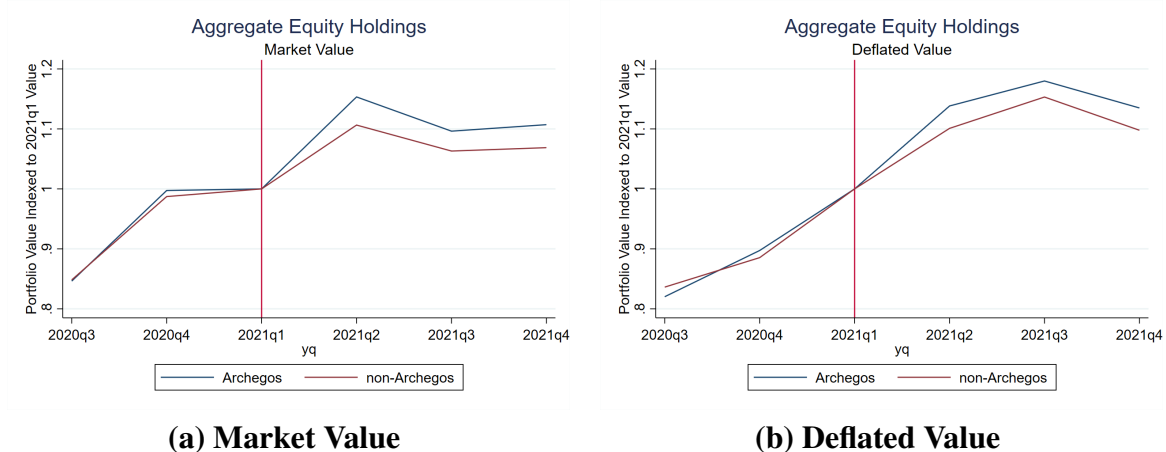 Aggregate Equity Holdings
Market Value
Portfolio Value Indexed to 2021q1 Value
1.2
1.1
1
.9
.8
2020q3 2020q4 2021q1 2021q2 2021q3 2021q4
yq
Archegos non-Archegos
(a) Market Value
Aggregate Equity Holdings
Deflated Value
Portfolio Value Indexed to 2021q1 Value
1.2
1.1
1
.9
.8
2020q3 2020q4 2021q1 2021q2 2021q3 2021q4
yq
Archegos non-Archegos
(b) Deflated Value